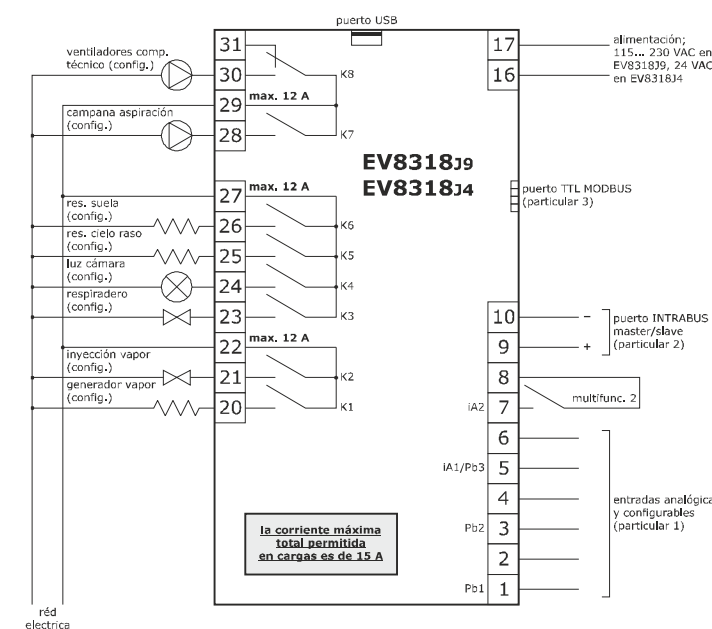 puerto USB
31
30
29
28
27
26
25
24
23
22
21
20
17
16
10
9
8
7
6
5
4
3
2
1
ventiladores comp.
técnico (config.)
campana aspiración
(config.)
res. suela
(config.)
res. cielo raso
(config.)
luz cámara
(config.)
respiradero
(config.)
inyección vapor
(config.)
generador vapor
(config.)
réd
electrica
K8
max. 12 A
K7
max. 12 A
K6
K5
K4
K3
max. 12 A
K2
K1
EV8318J9
EV8318J4
la corriente máxima
total permitida
en cargas es de 15 A
alimentación;
115... 230 VAC en
EV8318J9, 24 VAC
en EV8318J4
puerto TTL MODBUS
(particular 3)
−
+
puerto INTRABUS
master/slave
(particular 2)
iA2
multifunc. 2
iA1/Pb3
Pb2
Pb1
entradas analógica
y configurables
(particular 1)